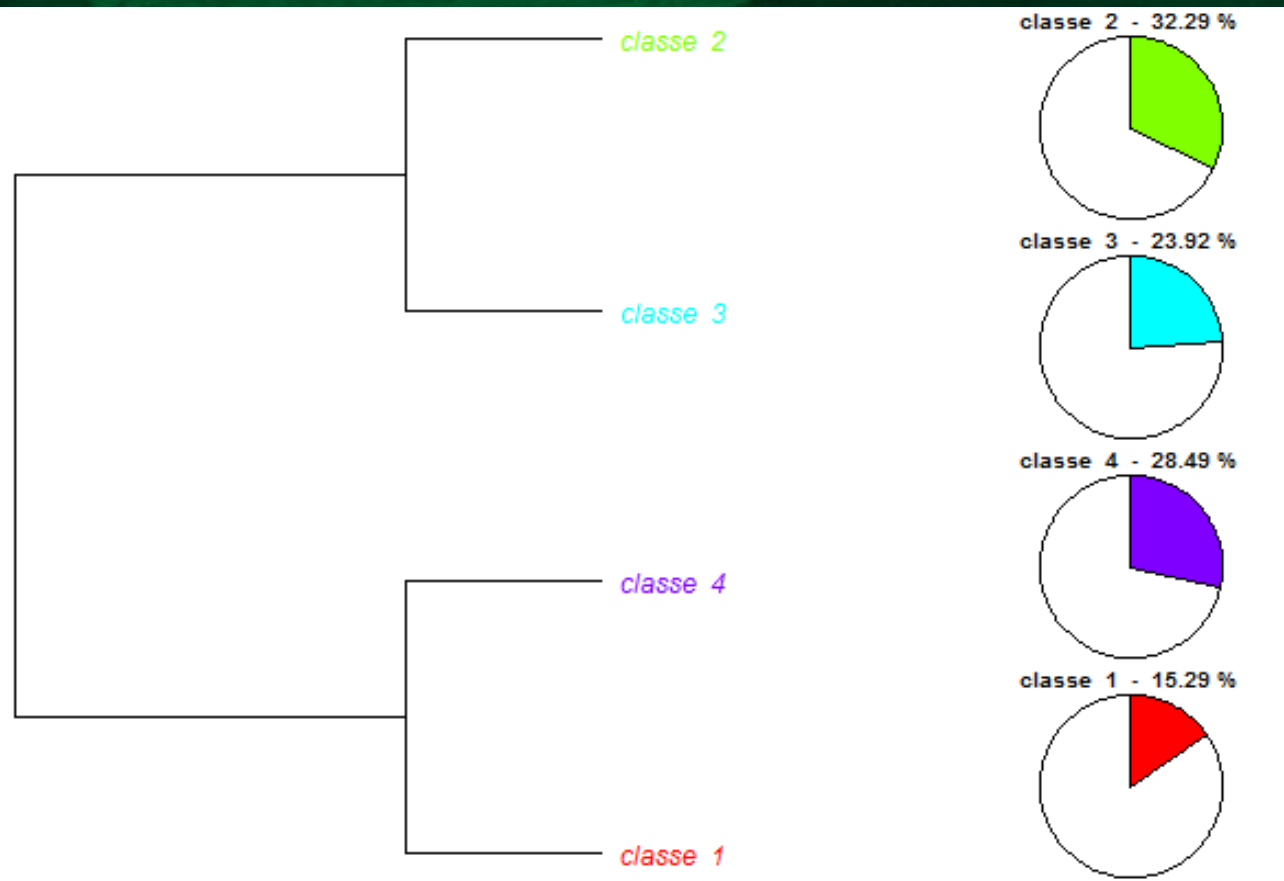 classe 2 - 32.29 %
classe 2
classe 3 - 23.92 %
classe 3
classe 4 - 28.49 %
classe 4
classe 1 - 15.29 %
classe 1